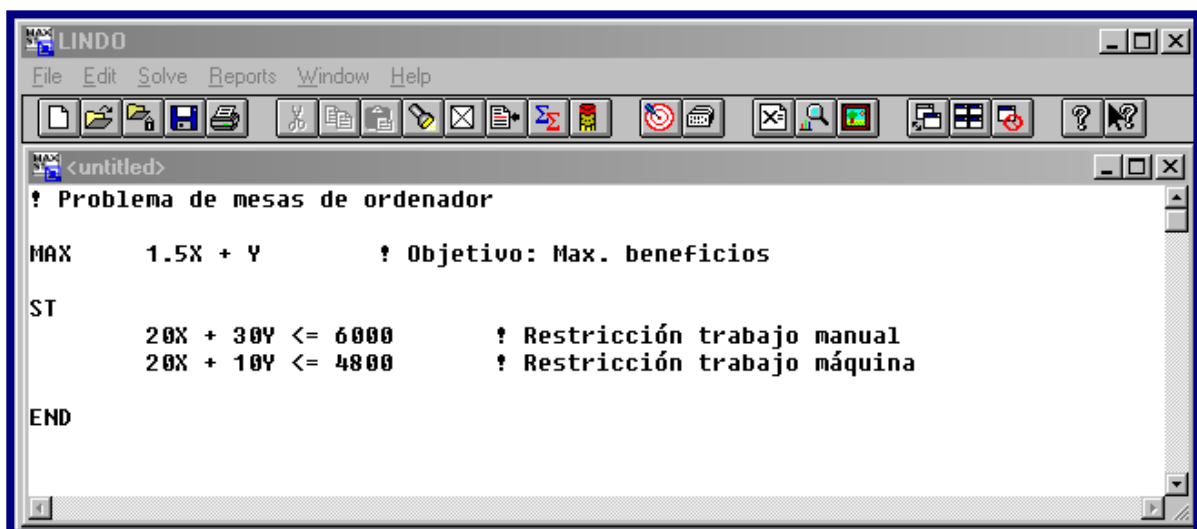 LINDO
File Edit Solve Reports Window Help
<untitled>
! Problema de mesas de ordenador
MAX 1.5X + Y ! Objetivo: Max. beneficios
ST
20X + 30Y <= 6000 ! Restricción trabajo manual
20X + 10Y <= 4800 ! Restricción trabajo máquina
END